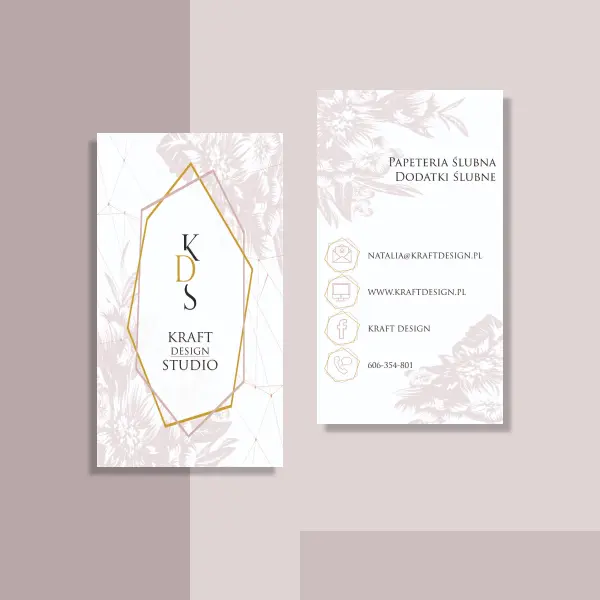 K
D
S
KRAFT
DESIGN
STUDIO
PAPETERIA ŚLUBNA
DODATKI ŚLUBNE
NATALIA@KRAFTDESIGN.PL
WWW.KRAFTDESIGN.PL
KRAFT DESIGN
606-354-801